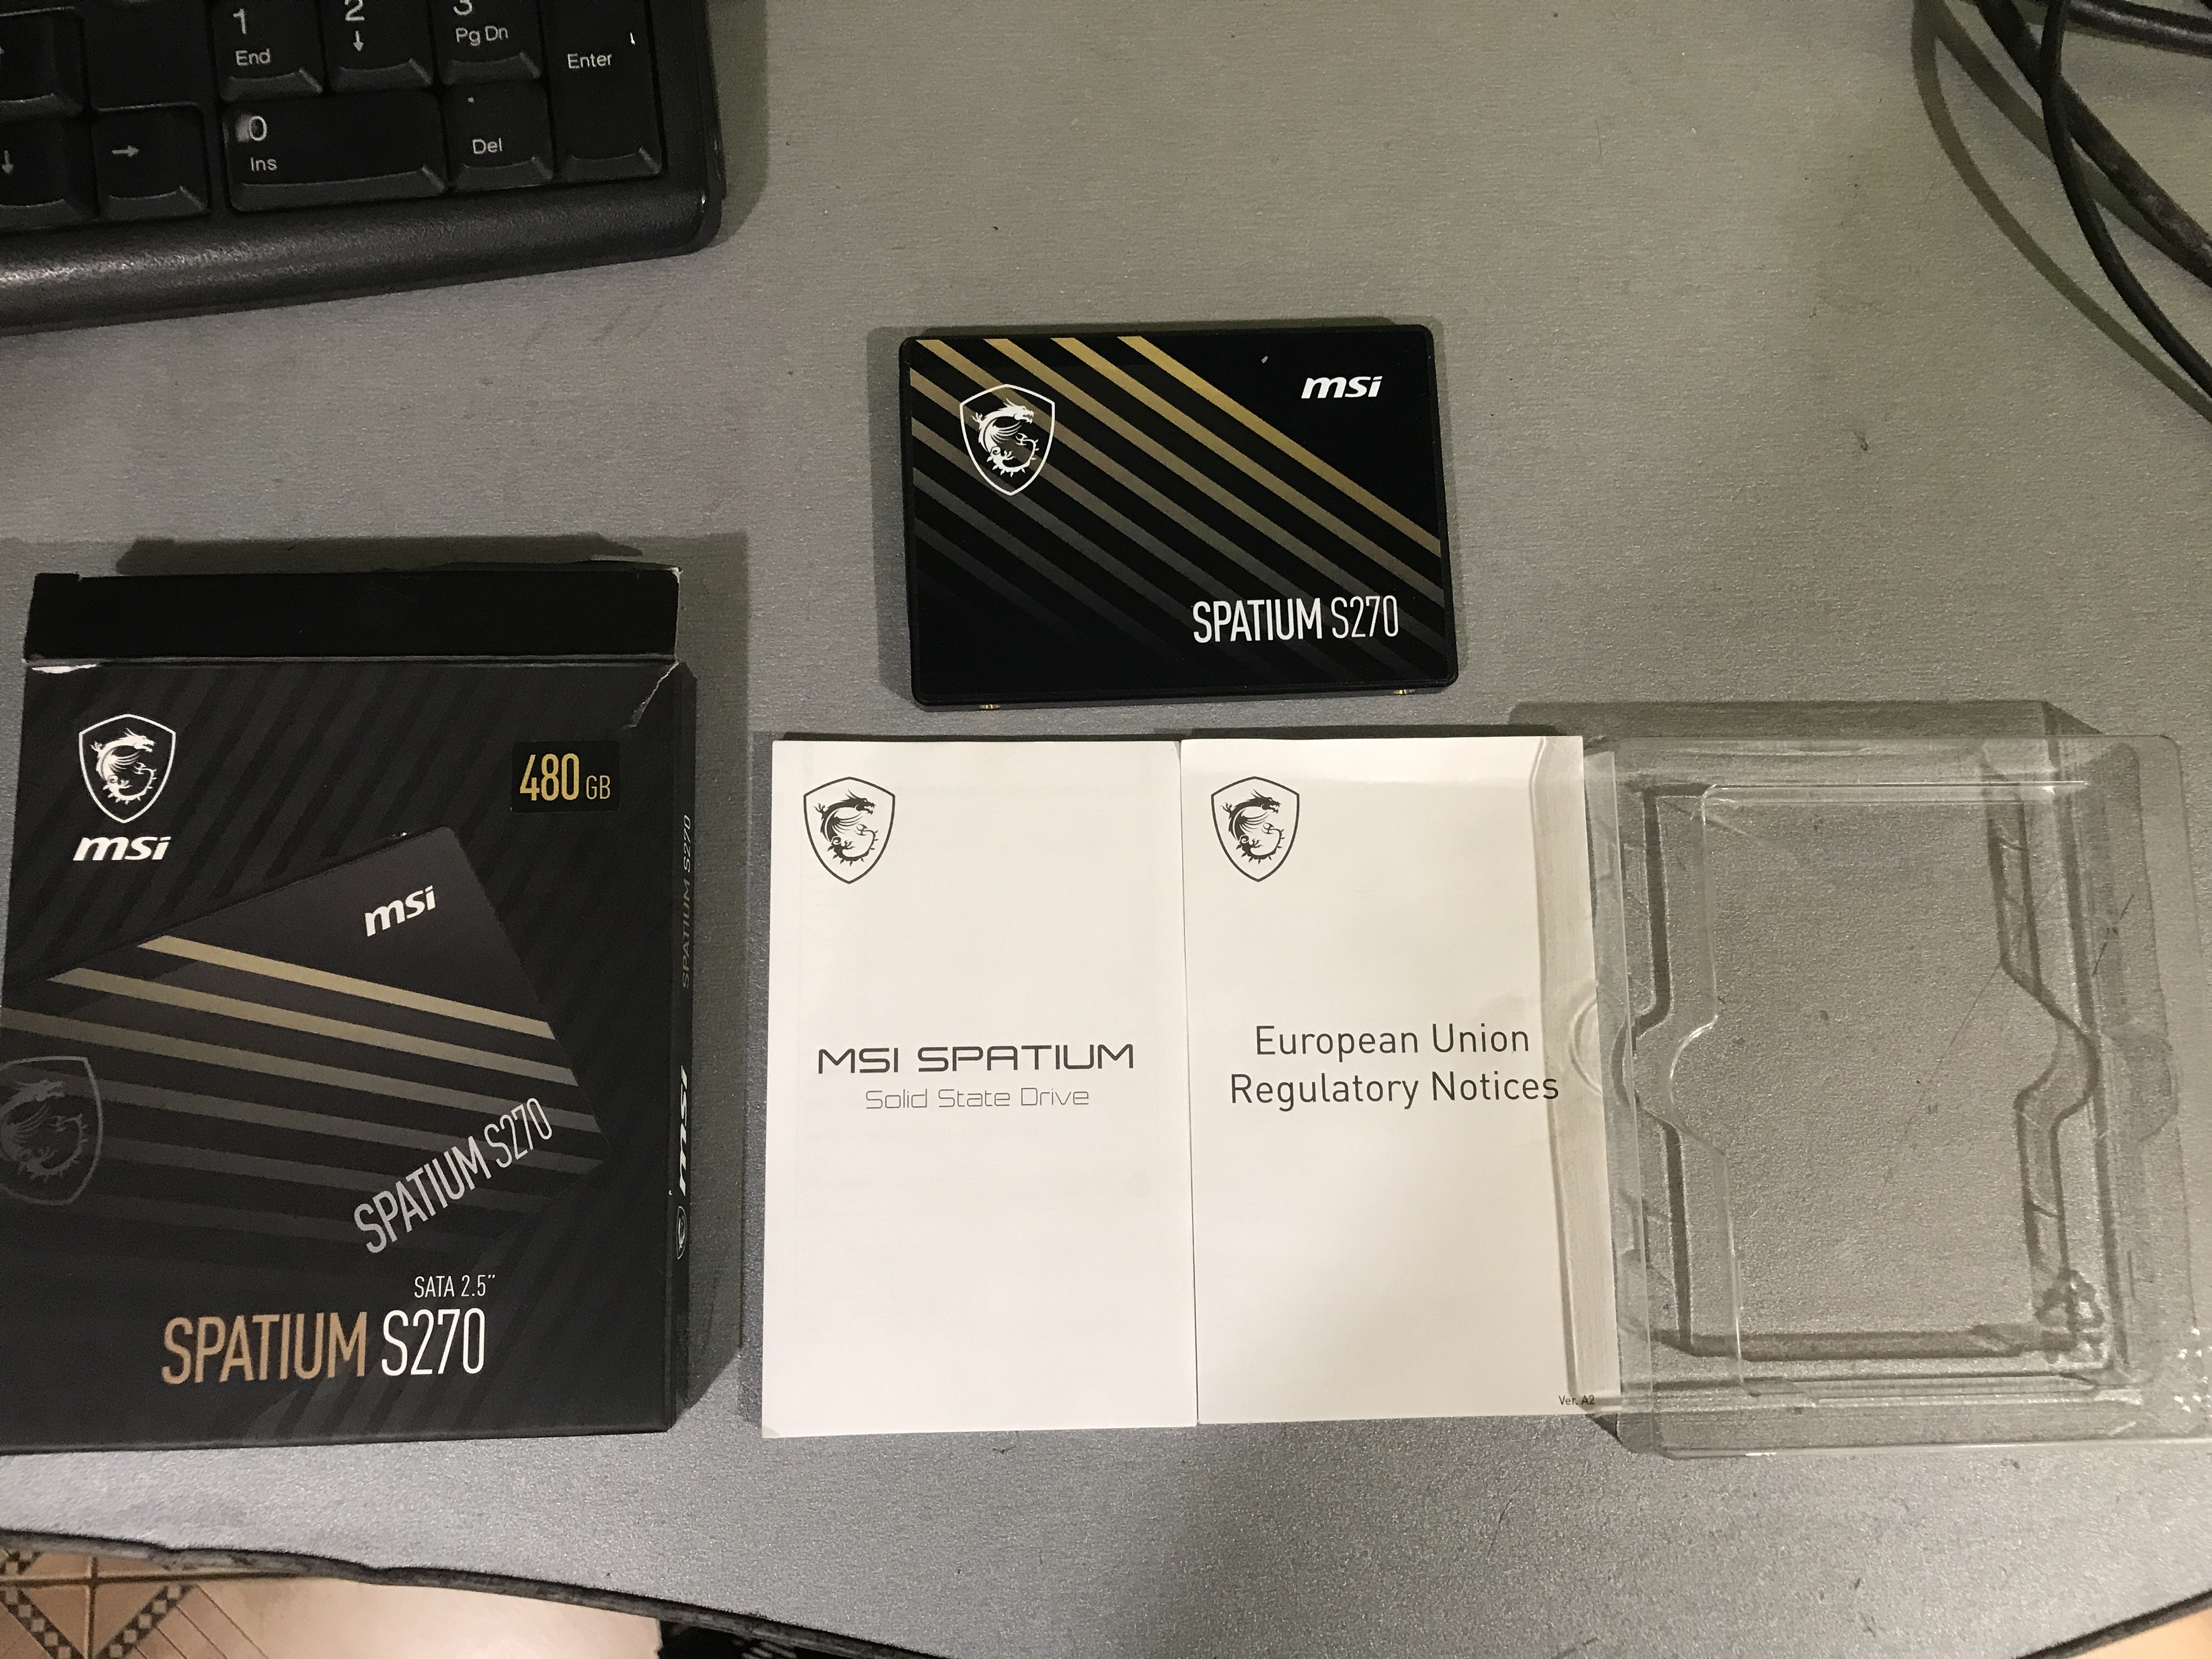 1
End
2
↓
3
Pg Dn
Enter
0
Ins
Del
→
↓
msi
SPATIUM S270
msi
480 GB
msi
SPATIUM S270
SATA 2.5"
SPATIUM S270
SPATIUM S270
msi
MSI SPATIUM
Solid State Drive
European Union
Regulatory Notices
Ver. A2